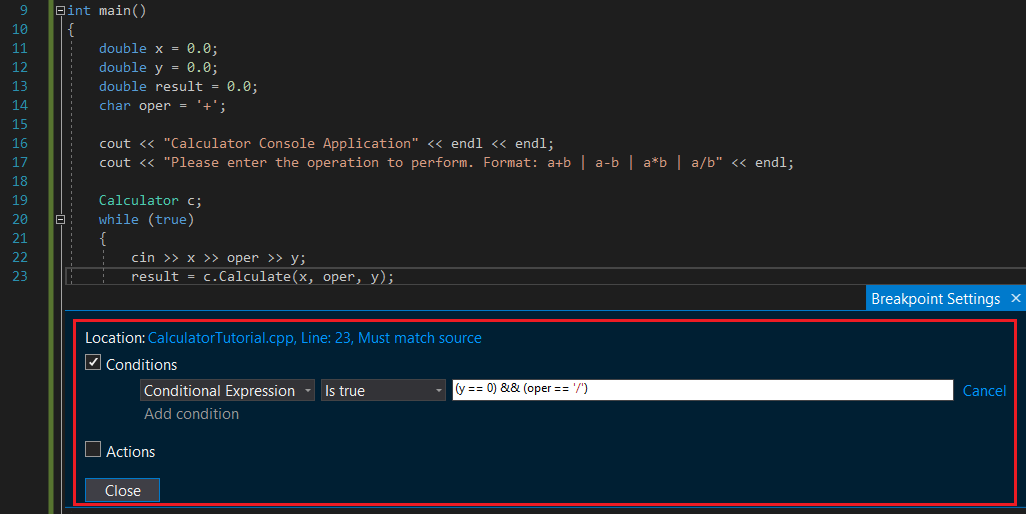 9 int main()
10 {
11 double x = 0.0;
12 double y = 0.0;
13 double result = 0.0;
14 char oper = '+';
15
16 cout << "Calculator Console Application" << endl << endl;
17 cout << "Please enter the operation to perform. Format: a+b | a-b | a*b | a/b" << endl;
18
19 Calculator c;
20 while (true)
21 {
22 cin >> x >> oper >> y;
23 result = c.Calculate(x, oper, y);
Breakpoint Settings ×
Location: CalculatorTutorial.cpp, Line: 23, Must match source
Conditions
Conditional Expression Is true (y == 0) && (oper == '/') Cancel
Add condition
Actions
Close